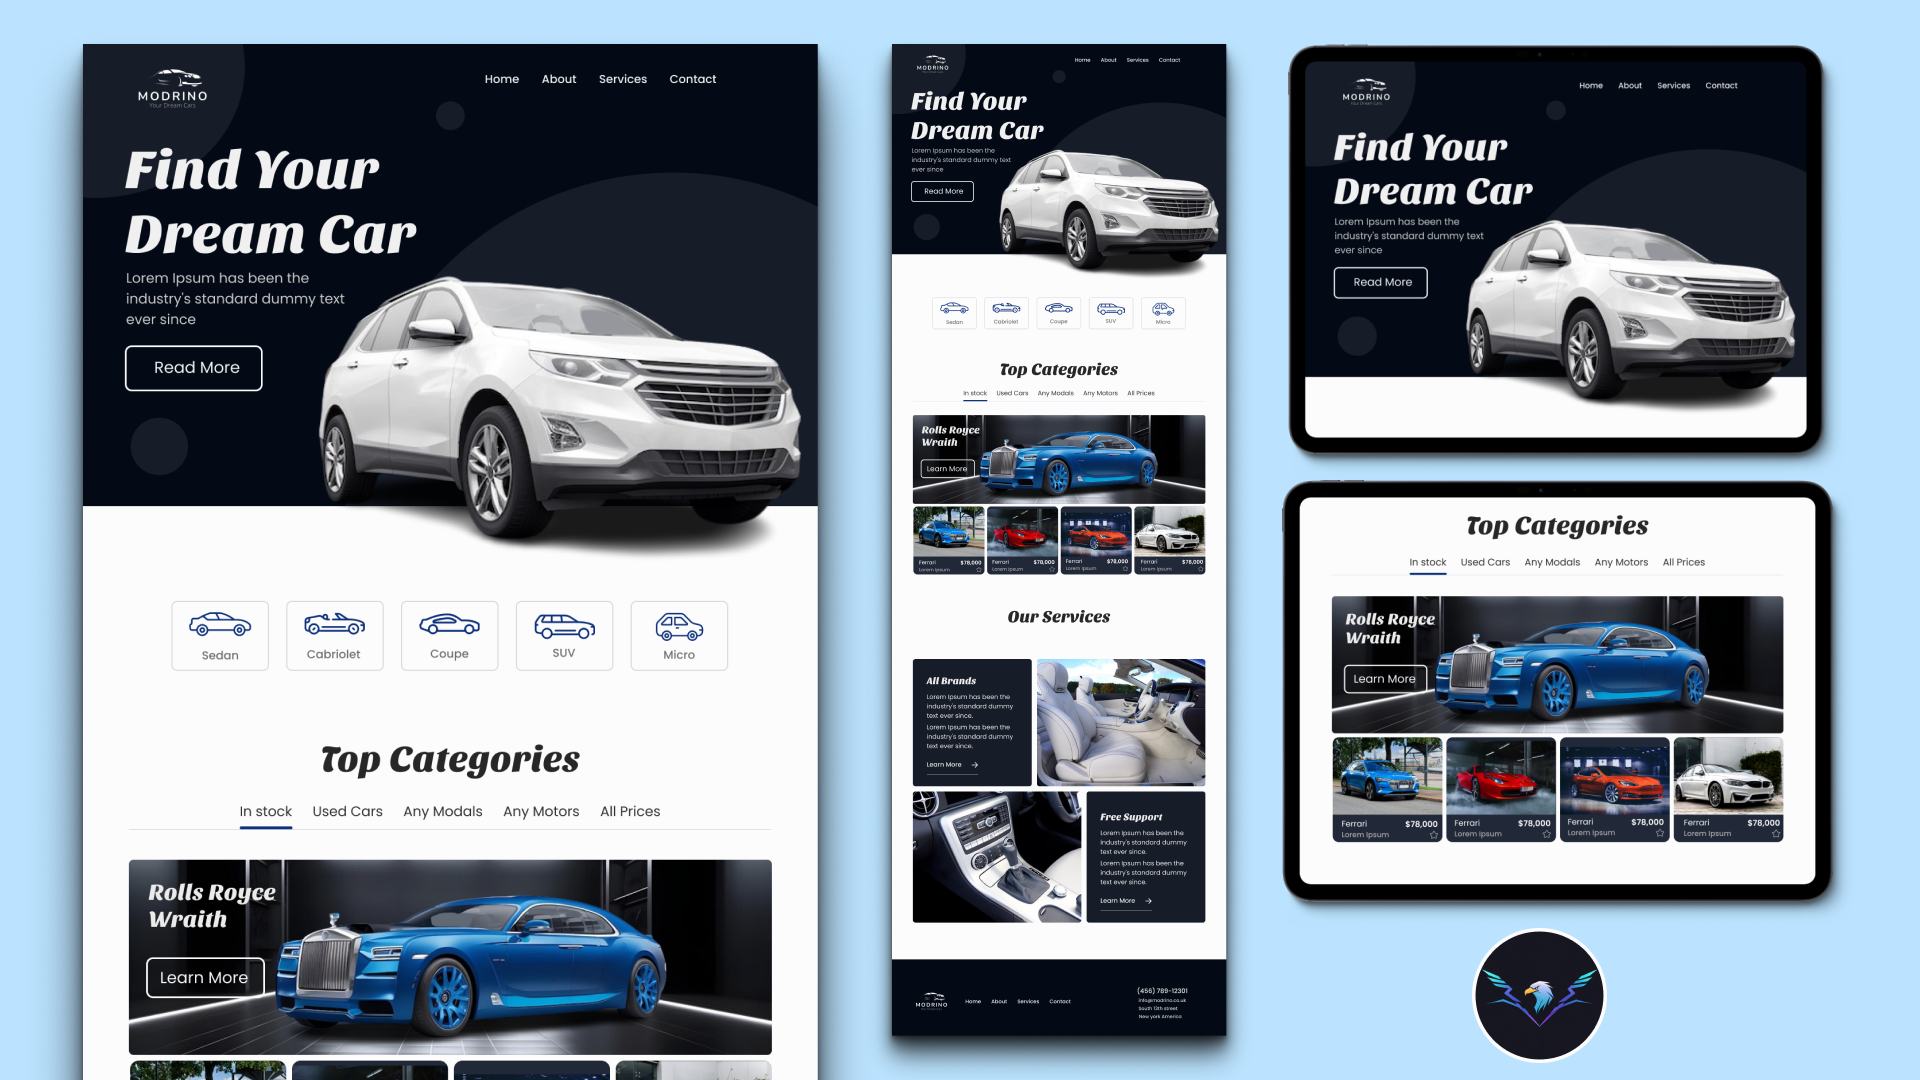 MODRINO
Your Dream Cars
Home About Services Contact
Find Your
Dream Car
Lorem Ipsum has been the
industry's standard dummy text
ever since
Read More
Sedan Cabriolet Coupe SUV Micro
Top Categories
In stock Used Cars Any Modals Any Motors All Prices
Rolls Royce
Wraith
Learn More
MODRINO
Home About Services Contact
Find Your
Dream Car
Lorem Ipsum has been the
industry's standard dummy text
ever since
Read More
Sedan Cabriolet Coupe SUV Micro
Top Categories
In stock Used Cars Any Modals Any Motors All Prices
Rolls Royce
Wraith
Learn More
Ferrari $78,000 Ferrari $78,000 Ferrari $78,000 Ferrari $78,000
Lorem Ipsum Lorem Ipsum Lorem Ipsum Lorem Ipsum
Our Services
All Brands
Lorem Ipsum has been the
industry's standard dummy
text ever since.
Lorem Ipsum has been the
industry's standard dummy
text ever since.
Learn More
Free Support
Lorem Ipsum has been the
industry's standard dummy
text ever since.
Lorem Ipsum has been the
industry's standard dummy
text ever since.
Learn More
MODRINO
Home About Services Contact
(456) 789-12301
info@modrino.co.uk
South 13th street
New york America
MODRINO
Your Dream Cars
Home About Services Contact
Find Your
Dream Car
Lorem Ipsum has been the
industry's standard dummy text
ever since
Read More
Top Categories
In stock Used Cars Any Modals Any Motors All Prices
Rolls Royce
Wraith
Learn More
Ferrari $78,000 Ferrari $78,000 Ferrari $78,000 Ferrari $78,000
Lorem Ipsum Lorem Ipsum Lorem Ipsum Lorem Ipsum